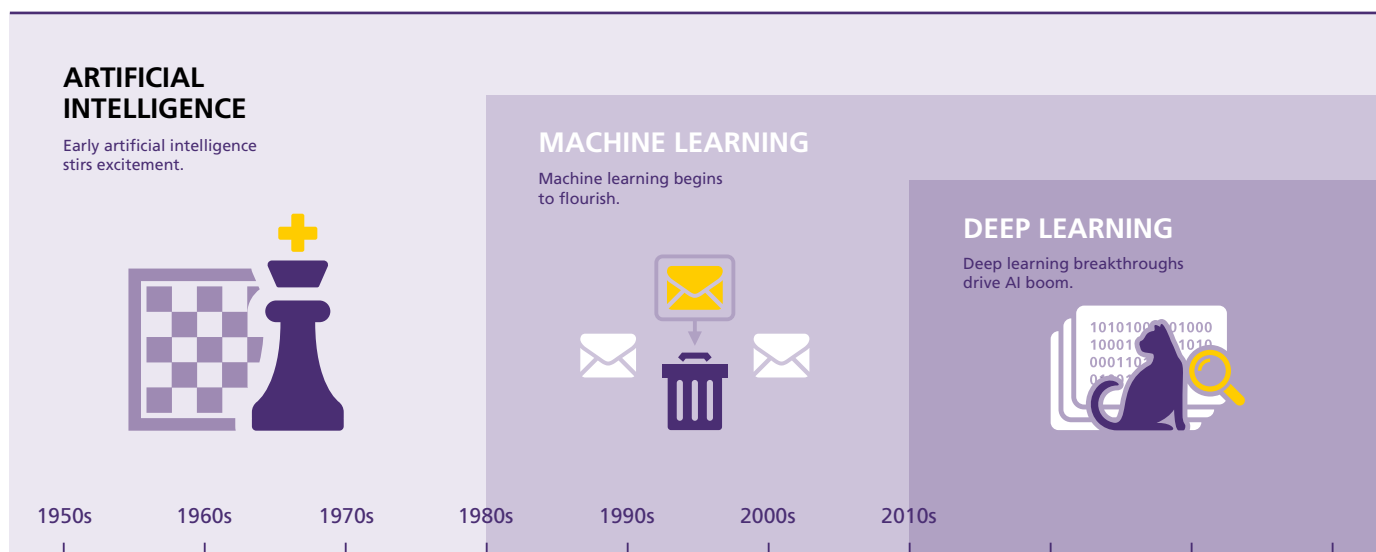 ARTIFICIAL
INTELLIGENCE
Early artificial intelligence
stirs excitement.
MACHINE LEARNING
Machine learning begins
to flourish.
DEEP LEARNING
Deep learning breakthroughs
drive AI boom.
1950s
1960s
1970s
1980s
1990s
2000s
2010s